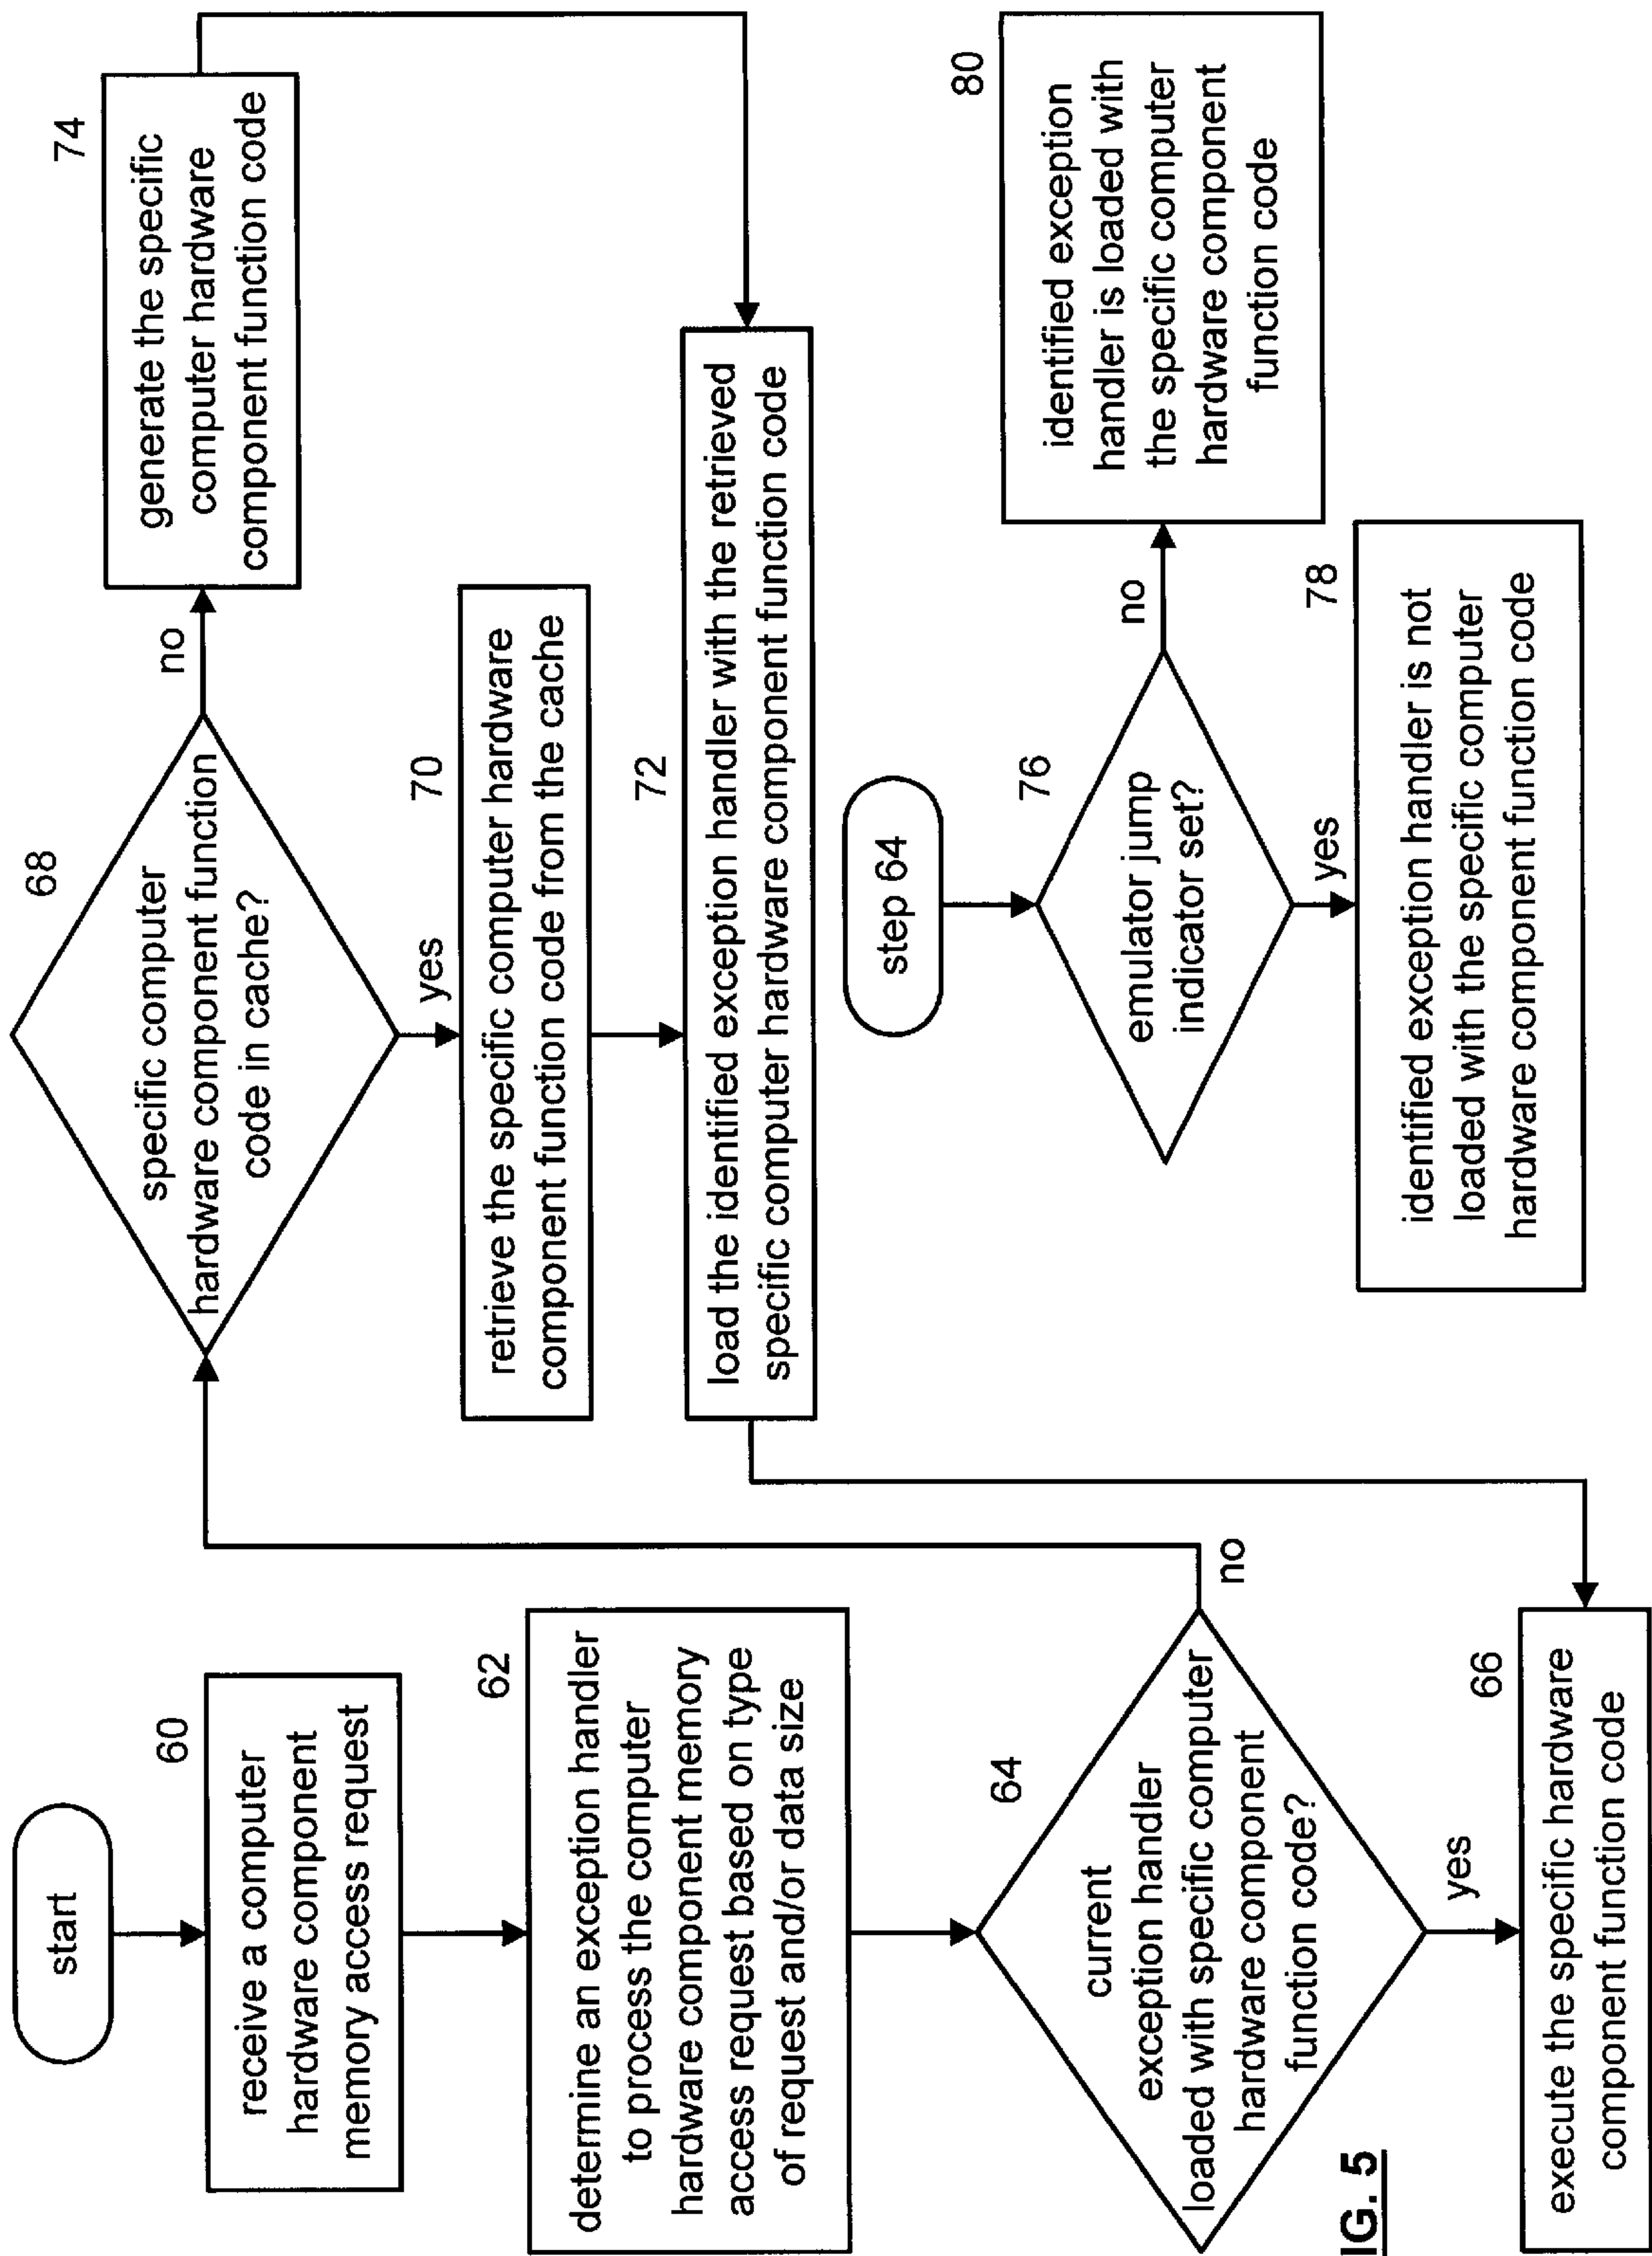 start
60
receive a computer
hardware component
memory access request
62
determine an exception handler
to process the computer
hardware component memory
access request based on type
of request and/or data size
64
current
exception handler
loaded with specific computer
hardware component
function code?
no
yes
66
execute the specific hardware
component function code
68
specific computer
hardware component function
code in cache?
no
yes
74
generate the specific
computer hardware
component function code
70
retrieve the specific computer hardware
component function code from the cache
72
load the identified exception handler with the retrieved
specific computer hardware component function code
step 64
76
emulator jump
indicator set?
no
yes
80
identified exception
handler is loaded with
the specific computer
hardware component
function code
78
identified exception handler is not
loaded with the specific computer
hardware component function code
IG. 5